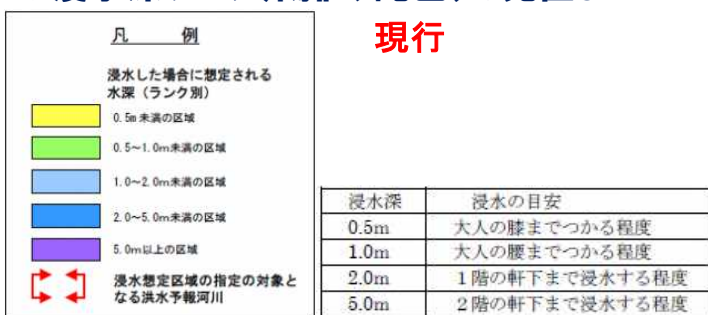 現行
凡 例
浸水した場合に想定される
水深（ランク別）
0.5m未満の区域
0.5～1.0m未満の区域
1.0～2.0m未満の区域
2.0～5.0m未満の区域
5.0m以上の区域
浸水想定区域の指定の対象と
なる洪水予報河川
浸水深 浸水の目安
0.5m 大人の膝までつかる程度
1.0m 大人の腰までつかる程度
2.0m 1階の軒下まで浸水する程度
5.0m 2階の軒下まで浸水する程度